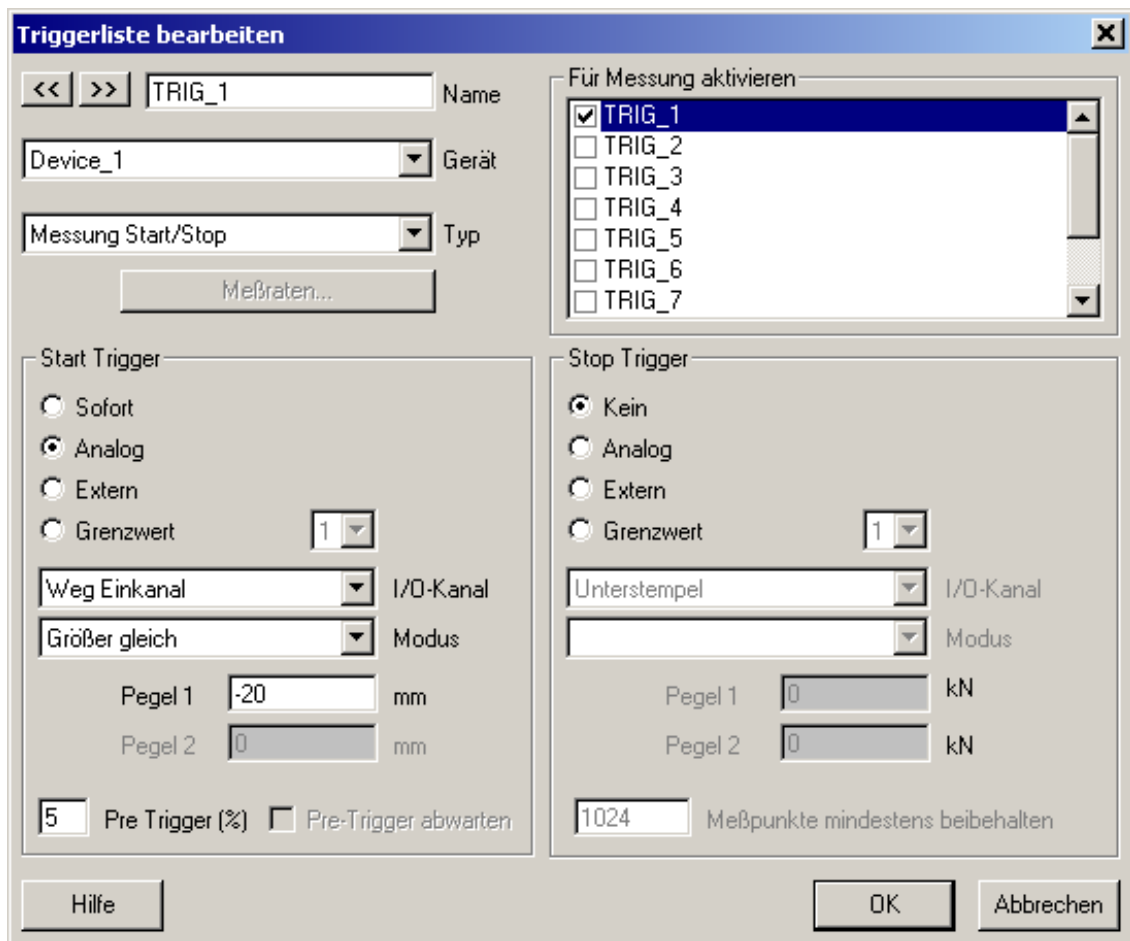 Triggerliste bearbeiten
<< >> TRIG_1 Name
Device_1 Gerät
Messung Start/Stop Typ
Meßraten...
Für Messung aktivieren
TRIG_1
TRIG_2
TRIG_3
TRIG_4
TRIG_5
TRIG_6
TRIG_7
Start Trigger
Sofort
Analog
Extern
Grenzwert 1
Weg Einkanal I/O-Kanal
Größer gleich Modus
Pegel 1 -20 mm
Pegel 2 0 mm
5 Pre Trigger (%) Pre-Trigger abwarten
Stop Trigger
Kein
Analog
Extern
Grenzwert 1
Unterstempel I/O-Kanal
Modus
Pegel 1 0 kN
Pegel 2 0 kN
1024 Meßpunkte mindestens beibehalten
Hilfe OK Abbrechen